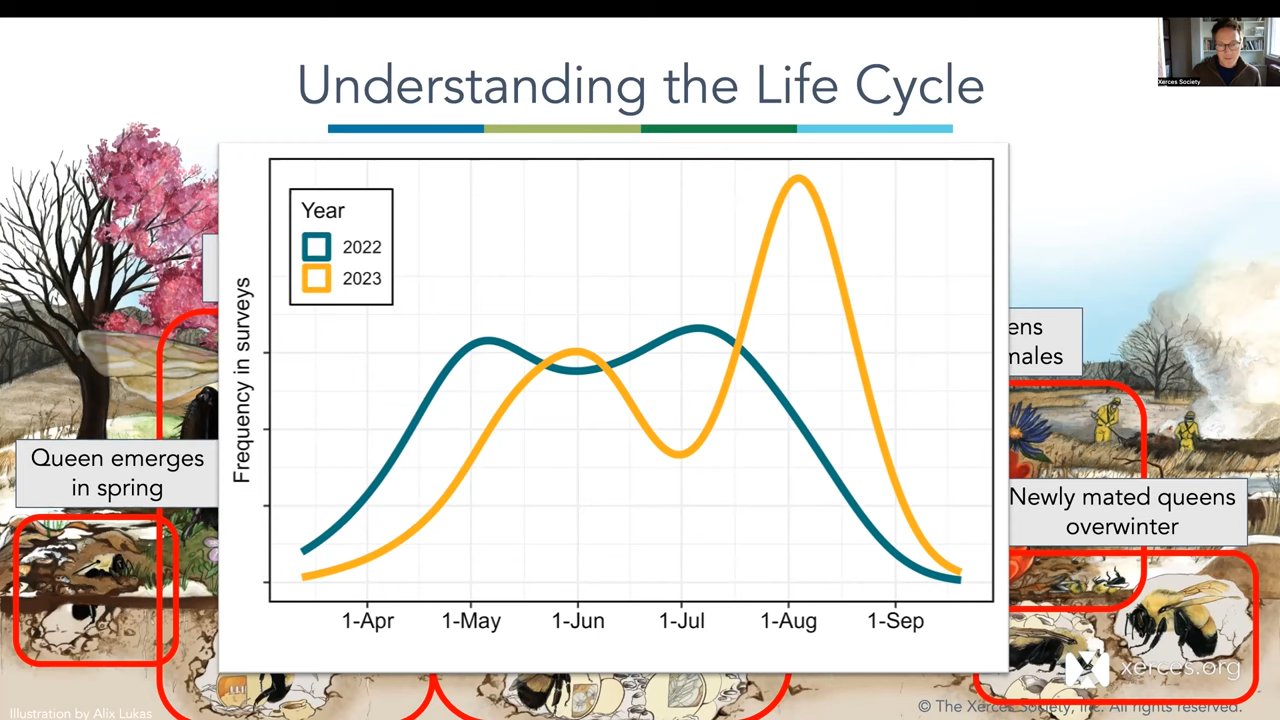 Xerces Society
Understanding the Life Cycle
Year
2022
2023
Frequency in surveys
1-Apr
1-May
1-Jun
1-Jul
1-Aug
1-Sep
Queen emerges
in spring
ens
males
Newly mated queens
overwinter
xerces.org
Illustration by Alix Lukas
© The Xerces Society, Inc. All rights reserved.